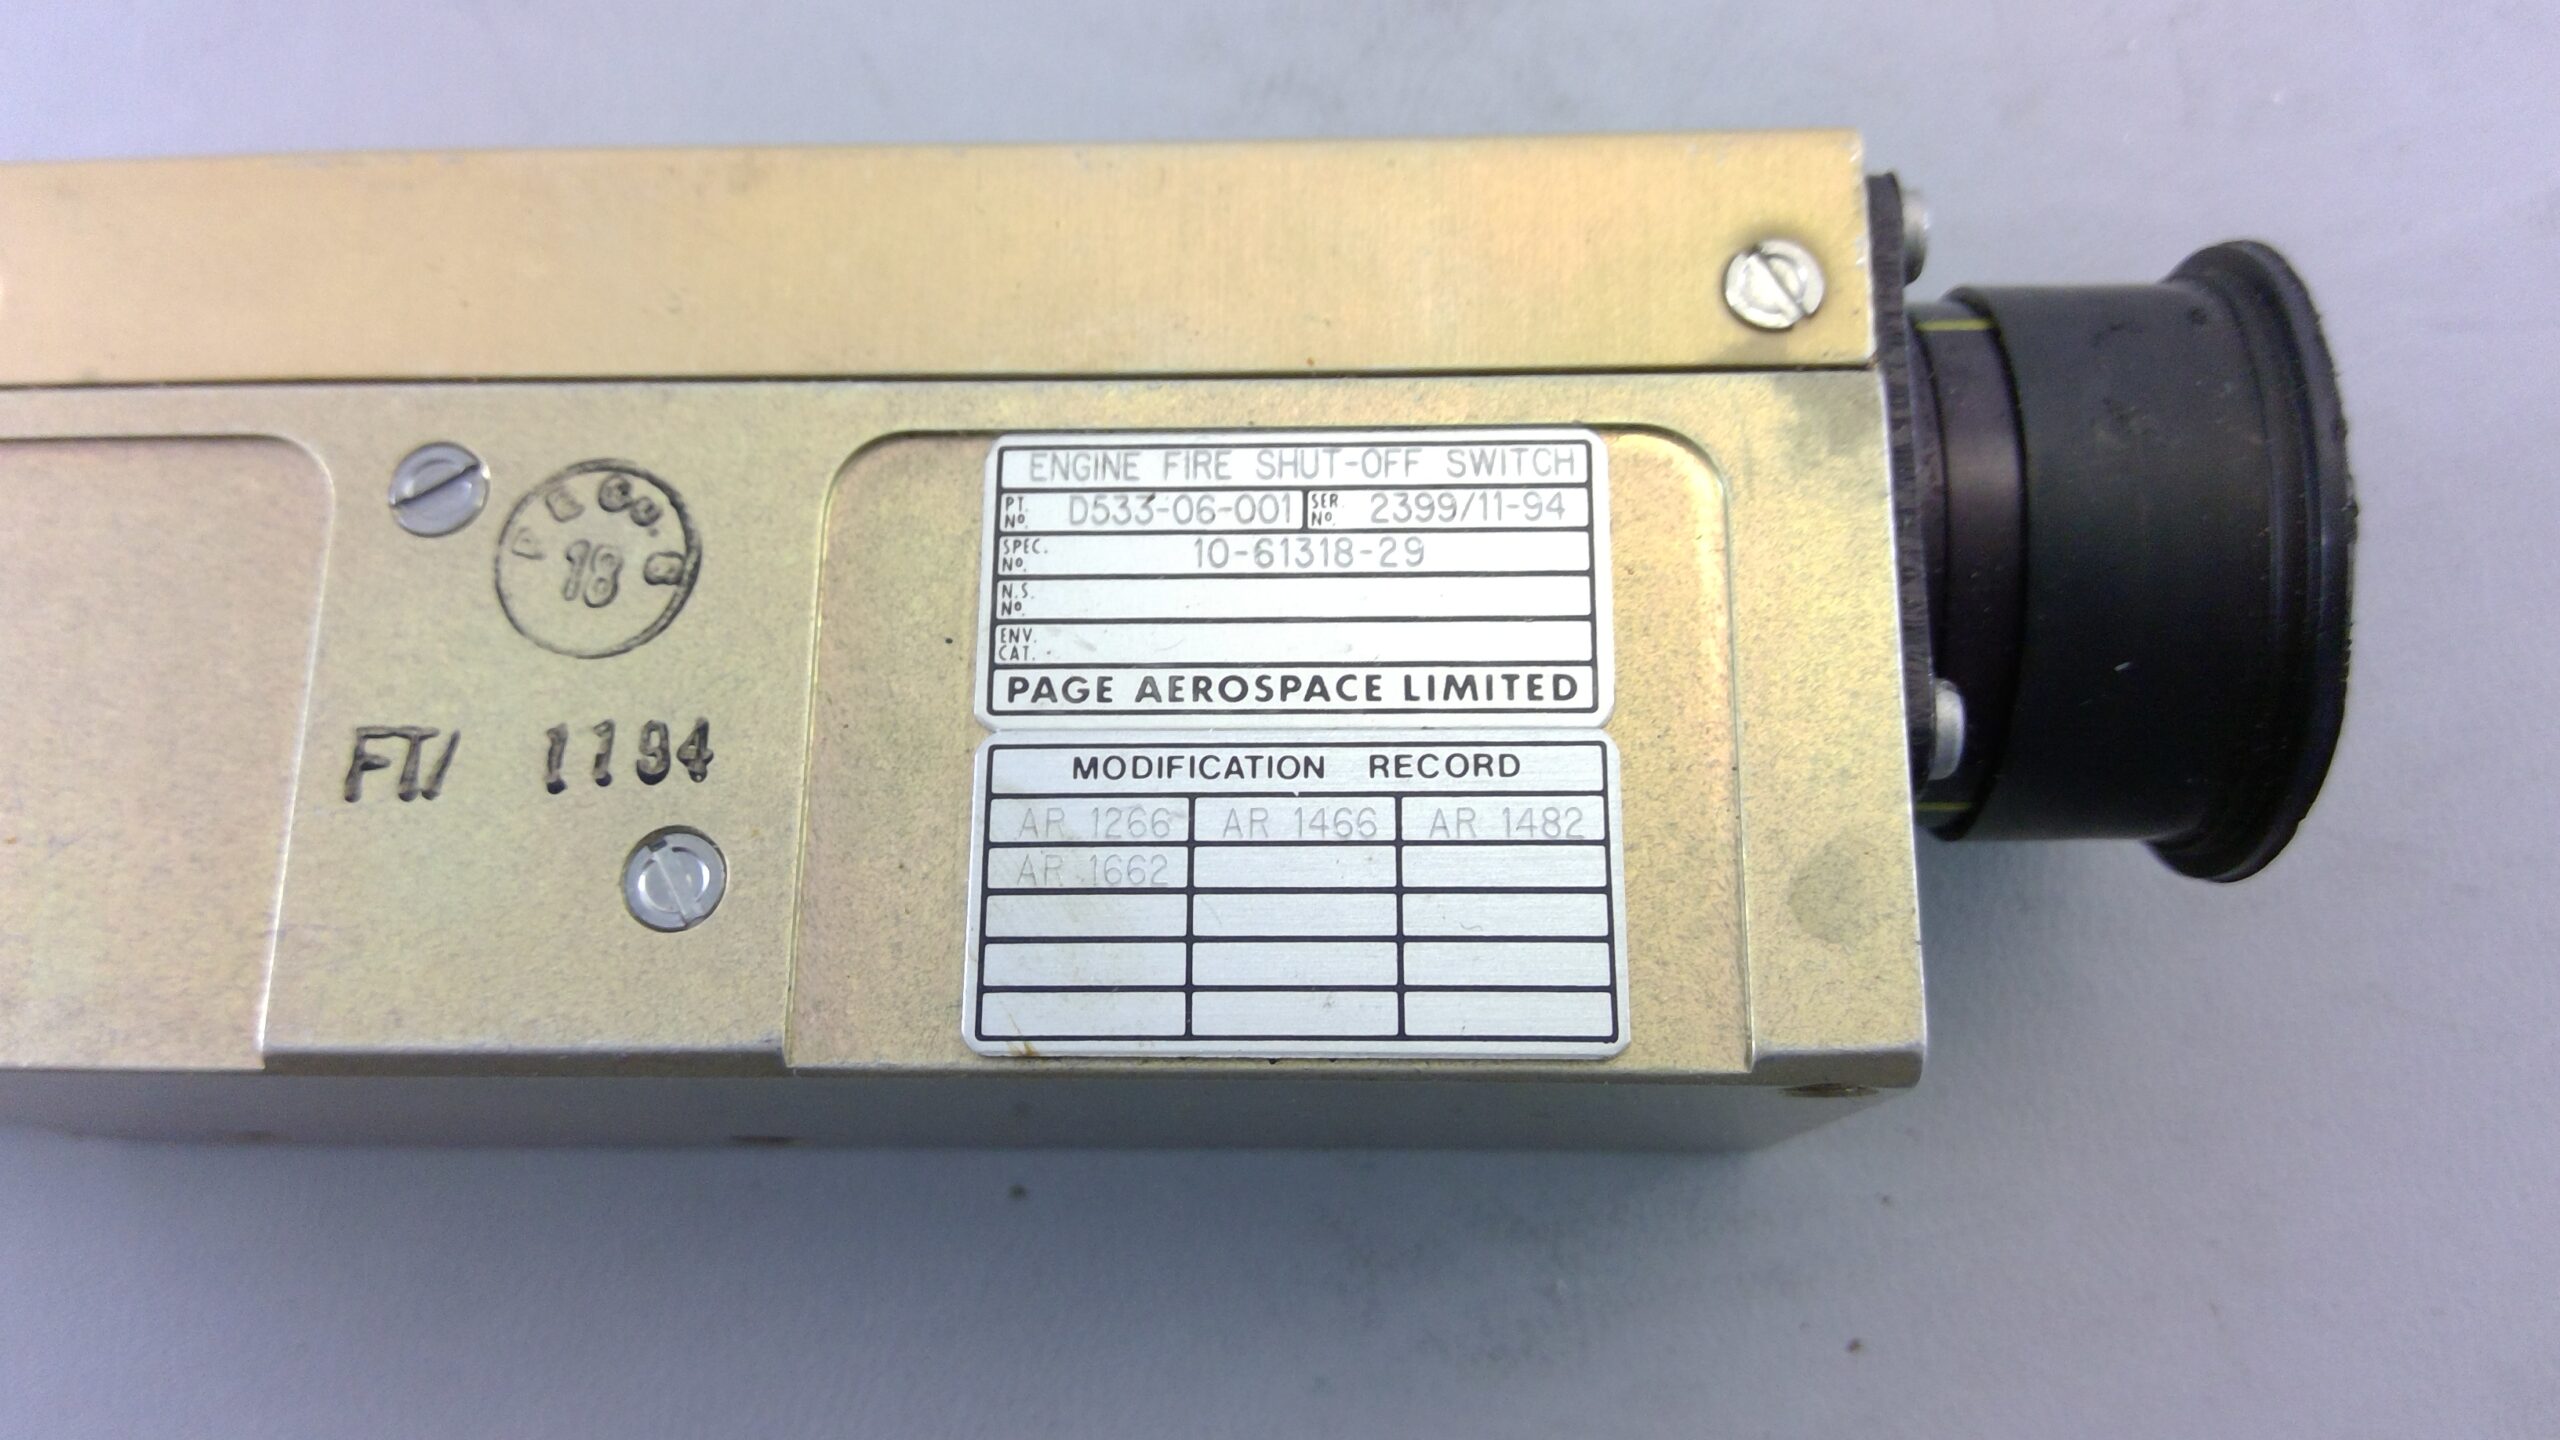 ENGINE FIRE SHUT-OFF SWITCH
PT. No. D533-06-001 SER. No. 2399/11-94
SPEC. No. 10-61318-29
N.S. No.
ENV. CAT.
PAGE AEROSPACE LIMITED
MODIFICATION RECORD
AR 1266 AR 1466 AR 1482
AR 1662
18
FT/ 1194